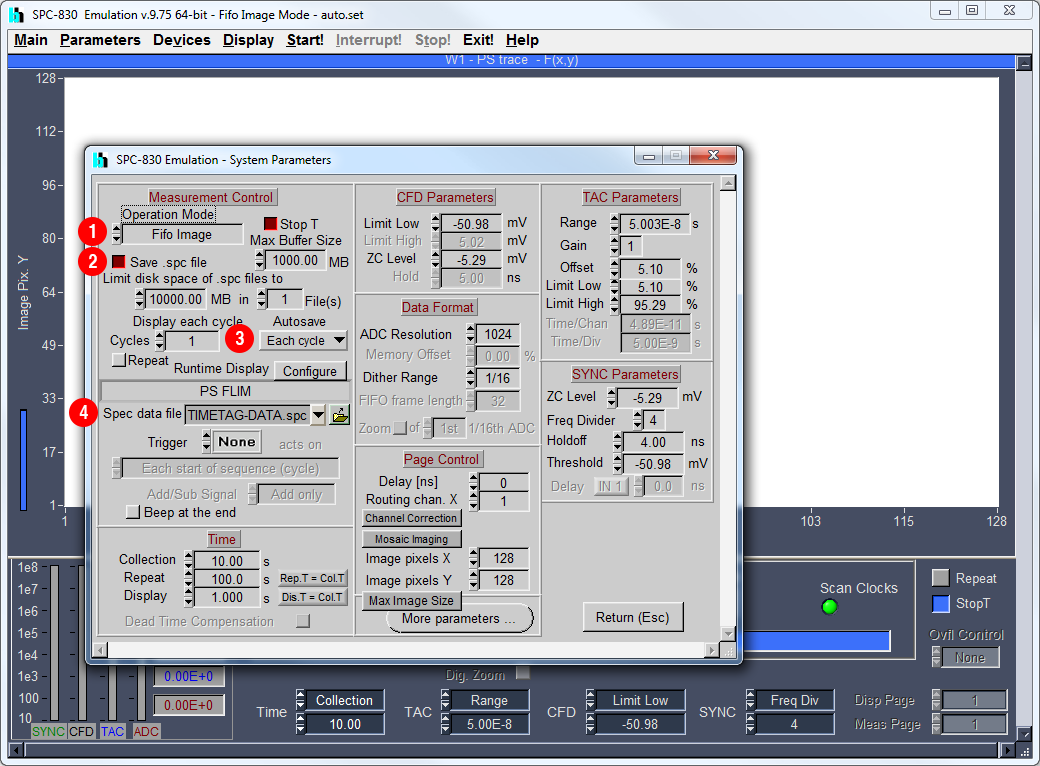 SPC-830 Emulation v.9.75 64-bit - Fifo Image Mode - auto.set
Main Parameters Devices Display Start! Interrupt! Stop! Exit! Help
W1 - PS trace - F(x,y)
128
112
96
80
64
49
33
17
1
Image Pix. Y
1
103
115
128
SPC-830 Emulation - System Parameters
Measurement Control
Operation Mode
1
Fifo Image
Stop T
Max Buffer Size
1000.00 MB
2
Save .spc file
Limit disk space of .spc files to
10000.00 MB in 1 File(s)
Display each cycle
Autosave
Cycles 1
3
Each cycle
Repeat
Runtime Display
Configure
PS FLIM
4
Spec data file TIMETAG-DATA.spc
Trigger None acts on
Each start of sequence (cycle)
Add/Sub Signal Add only
Beep at the end
Time
Collection 10.00 s
Repeat 100.0 s Rep.T = Col.T
Display 1.000 s Dis.T = Col.T
Dead Time Compensation
CFD Parameters
Limit Low -50.98 mV
Limit High 5.02 mV
ZC Level -5.29 mV
Hold 5.00 ns
Data Format
ADC Resolution 1024
Memory Offset 0.00 %
Dither Range 1/16
FIFO frame length 32
Zoom of 1st 1/16th ADC
Page Control
Delay [ns] 0
Routing chan. X 1
Channel Correction
Mosaic Imaging
Image pixels X 128
Image pixels Y 128
Max Image Size
More parameters ...
TAC Parameters
Range 5.003E-8 s
Gain 1
Offset 5.10 %
Limit Low 5.10 %
Limit High 95.29 %
Time/Chan 4.89E-11 s
Time/Div 5.00E-9 s
SYNC Parameters
ZC Level -5.29 mV
Freq Divider 4
Holdoff 4.00 ns
Threshold -50.98 mV
Delay IN 1 0.0 ns
Return (Esc)
1e8
1e7
1e6
1e5
1e4
1e3
100
10
SYNC CFD TAC ADC
0.00E+0
0.00E+0
Scan Clocks
Repeat
StopT
Ovfl Control
None
Dig. Zoom
Time
Collection
10.00
TAC
Range
5.00E-8
CFD
Limit Low
-50.98
SYNC
Freq Div
4
Disp Page 1
Meas Page 1